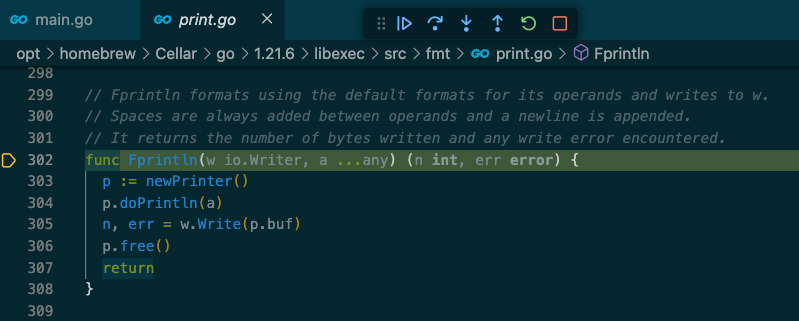 GO main.go GO print.go ×
opt > homebrew > Cellar > go > 1.21.6 > libexec > src > fmt > GO print.go > Fprintln
298
299 // Fprintln formats using the default formats for its operands and writes to w.
300 // Spaces are always added between operands and a newline is appended.
301 // It returns the number of bytes written and any write error encountered.
302 func Fprintln(w io.Writer, a ...any) (n int, err error) {
303 p := newPrinter()
304 p.doPrintln(a)
305 n, err = w.Write(p.buf)
306 p.free()
307 return
308 }
309